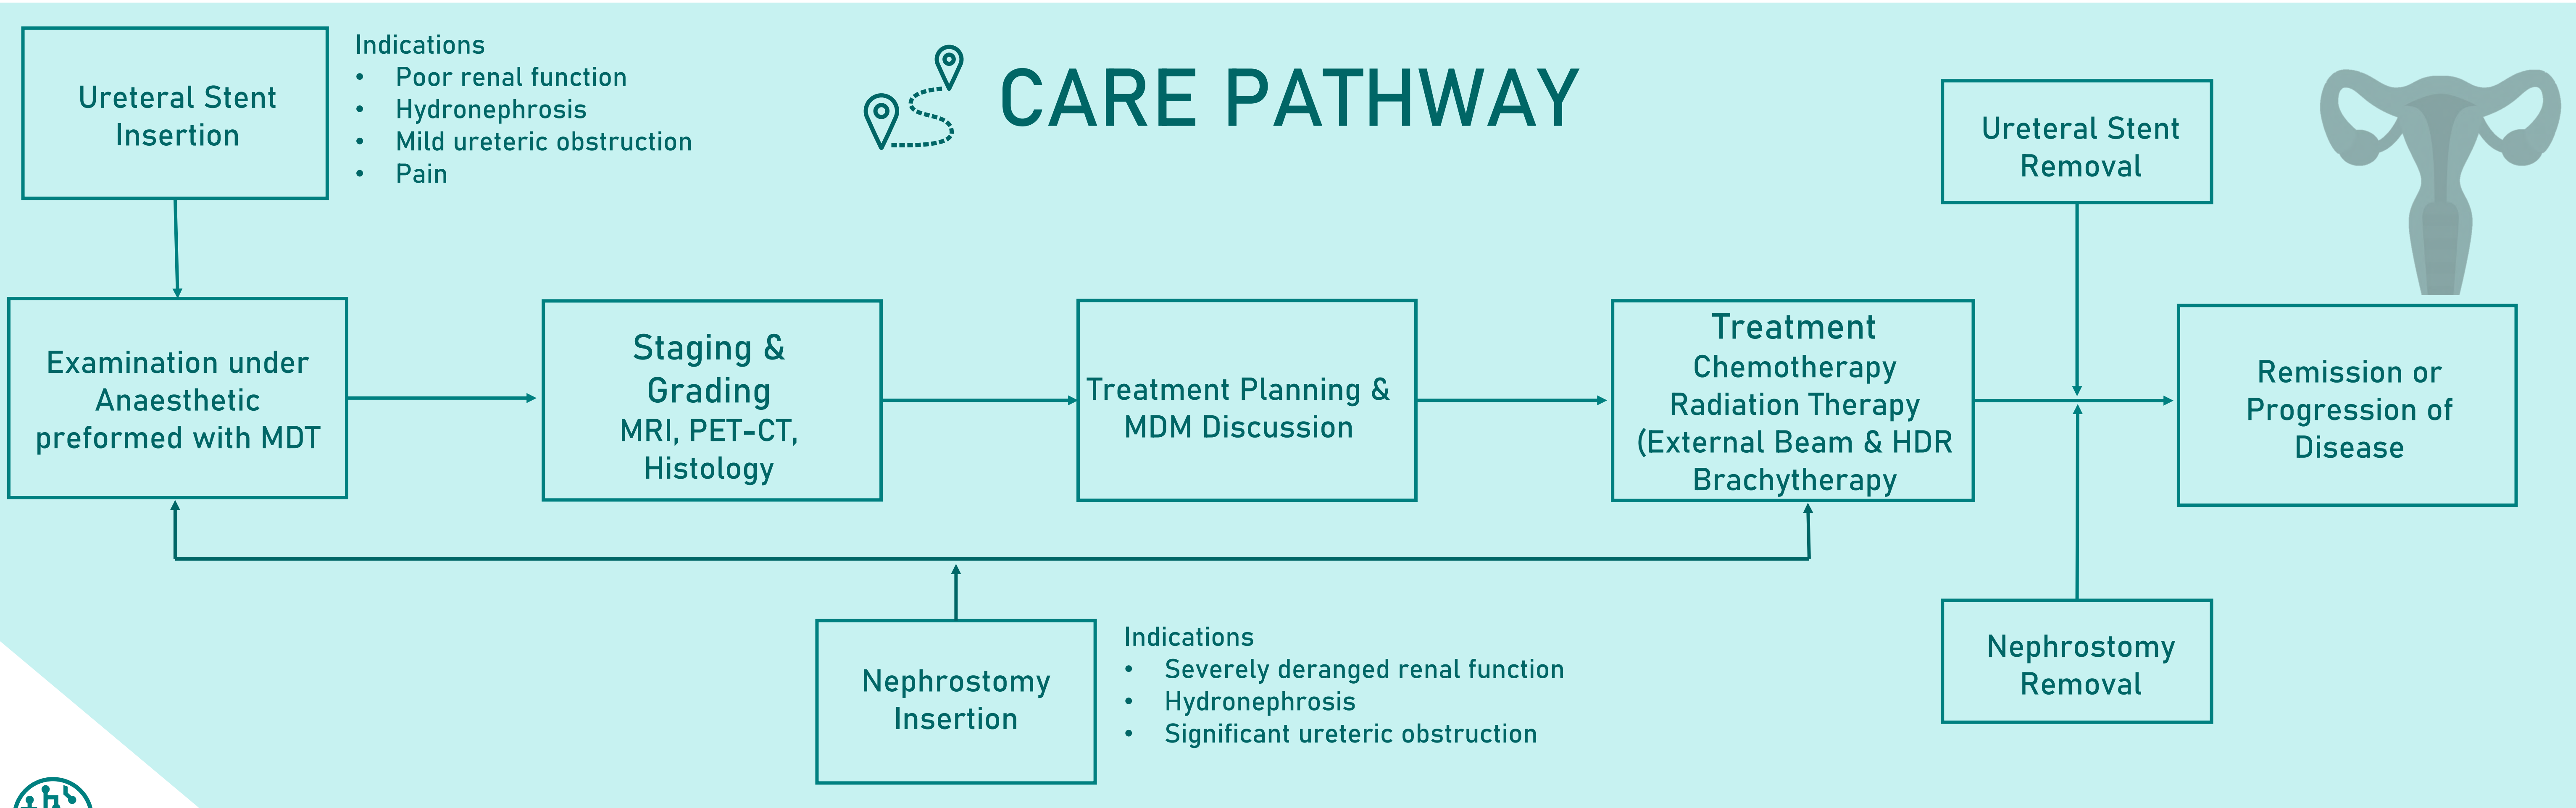 Ureteral Stent
Insertion
Indications
• Poor renal function
• Hydronephrosis
• Mild ureteric obstruction
• Pain
CARE PATHWAY
Ureteral Stent
Removal
Examination under
Anaesthetic
preformed with MDT
Staging &
Grading
MRI, PET-CT,
Histology
Treatment Planning &
MDM Discussion
Treatment
Chemotherapy
Radiation Therapy
(External Beam & HDR
Brachytherapy
Remission or
Progression of
Disease
Nephrostomy
Insertion
Indications
• Severely deranged renal function
• Hydronephrosis
• Significant ureteric obstruction
Nephrostomy
Removal